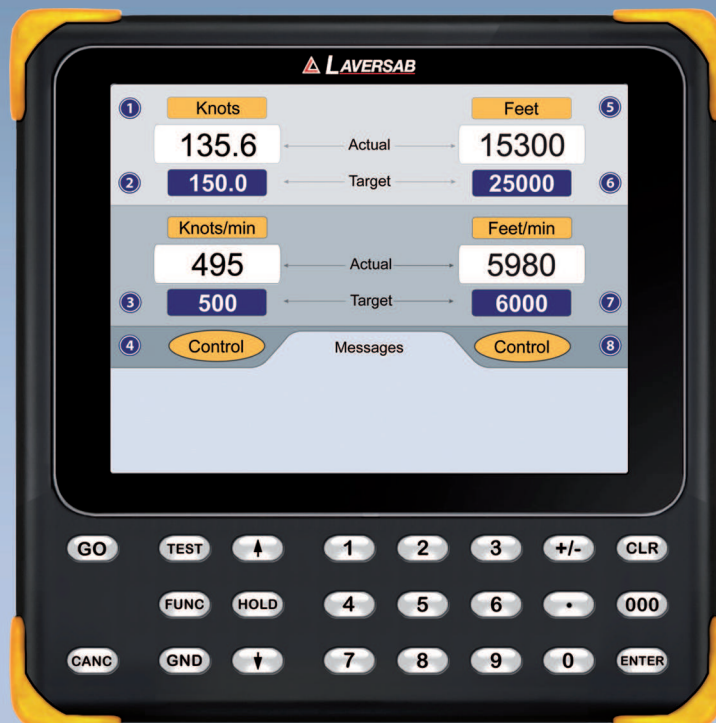 LAVERSAB
1 Knots Feet 5
135.6 Actual 15300
2 150.0 Target 25000 6
Knots/min Feet/min
495 Actual 5980
3 500 Target 6000 7
4 Control Messages Control 8
GO TEST 1 2 3 +/- CLR
FUNC HOLD 4 5 6 . 000
CANC GND 7 8 9 0 ENTER